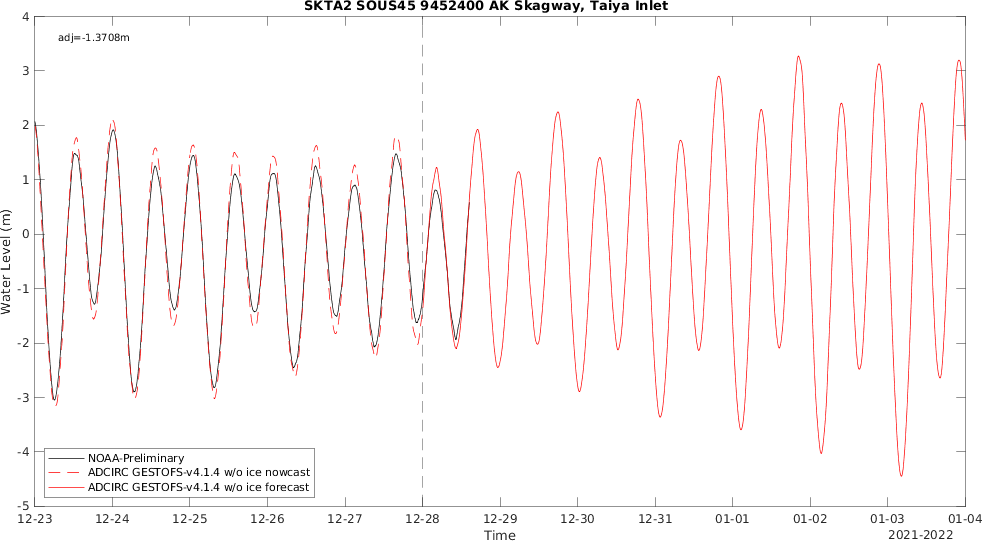 SKTA2 SOUS45 9452400 AK Skagway, Taiya Inlet
adj=-1.3708m
4
3
2
1
0
-1
-2
-3
-4
-5
Water Level (m)
NOAA-Preliminary
ADCIRC GESTOFS-v4.1.4 w/o ice nowcast
ADCIRC GESTOFS-v4.1.4 w/o ice forecast
12-23 12-24 12-25 12-26 12-27 12-28 12-29 12-30 12-31 01-01 01-02 01-03 01-04
Time
2021-2022